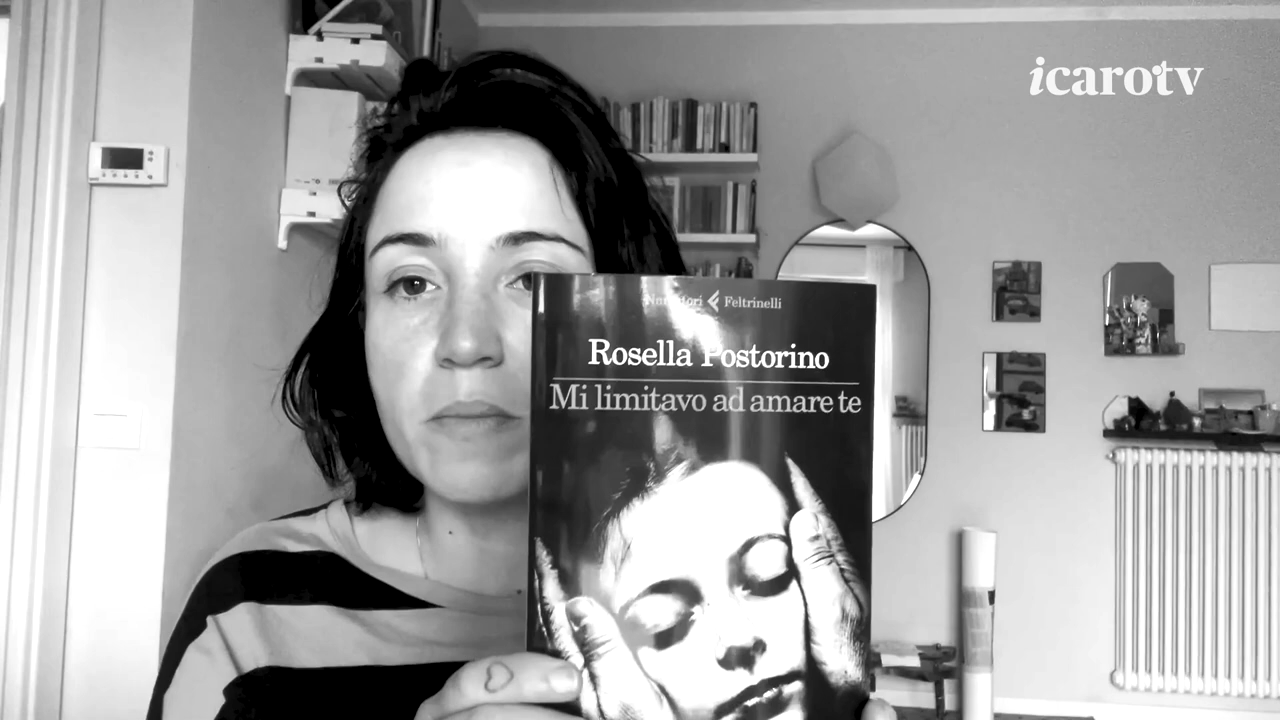 icarotv
Narratori Feltrinelli
Rosella Postorino
Mi limitavo ad amare te